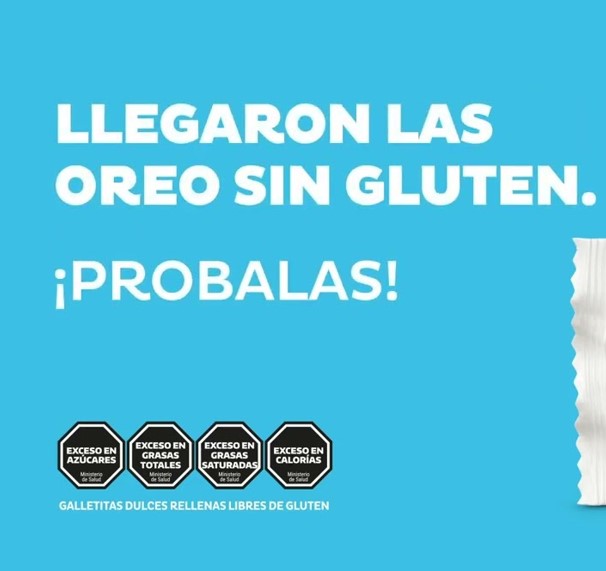 LLEGARON LAS
OREO SIN GLUTEN.
¡PROBALAS!
EXCESO EN
AZÚCARES
Ministerio
de Salud
EXCESO EN
GRASAS
TOTALES
Ministerio
de Salud
EXCESO EN
GRASAS
SATURADAS
Ministerio
de Salud
EXCESO EN
CALORÍAS
Ministerio
de Salud
GALLETITAS DULCES RELLENAS LIBRES DE GLUTEN